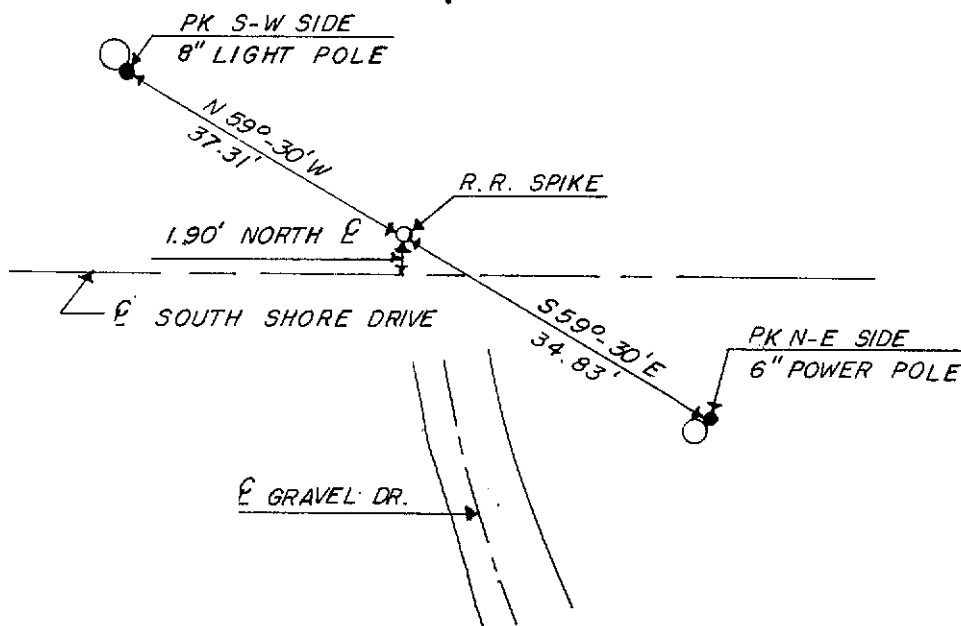 PK S-W SIDE
8" LIGHT POLE
N 59°-30' W
37.31'
R.R. SPIKE
1.90' NORTH ℄
℄ SOUTH SHORE DRIVE
S 59°-30' E
34.83'
PK N-E SIDE
6" POWER POLE
℄ GRAVEL DR.